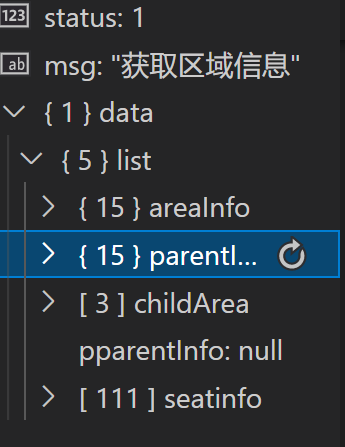 123 status: 1
ab msg: "获取区域信息"
{ 1 } data
{ 5 } list
{ 15 } areaInfo
{ 15 } parentI...
[ 3 ] childArea
pparentInfo: null
[ 111 ] seatinfo